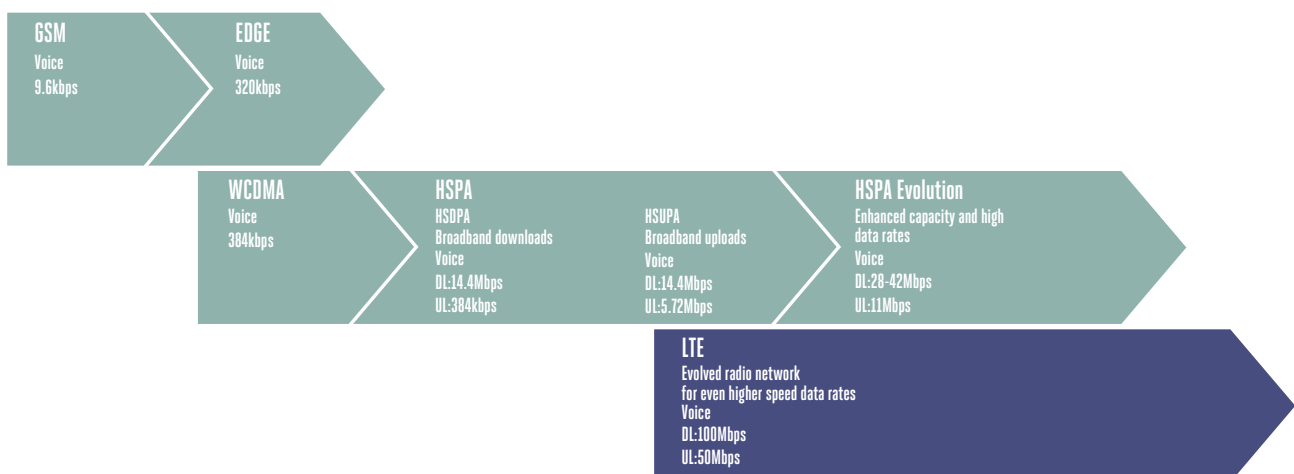 GSM
Voice
9.6kbps
EDGE
Voice
320kbps
WCDMA
Voice
384kbps
HSPA
HSDPA
Broadband downloads
Voice
DL:14.4Mbps
UL:384kbps
HSUPA
Broadband uploads
Voice
DL:14.4Mbps
UL:5.72Mbps
HSPA Evolution
Enhanced capacity and high
data rates
Voice
DL:28-42Mbps
UL:11Mbps
LTE
Evolved radio network
for even higher speed data rates
Voice
DL:100Mbps
UL:50Mbps